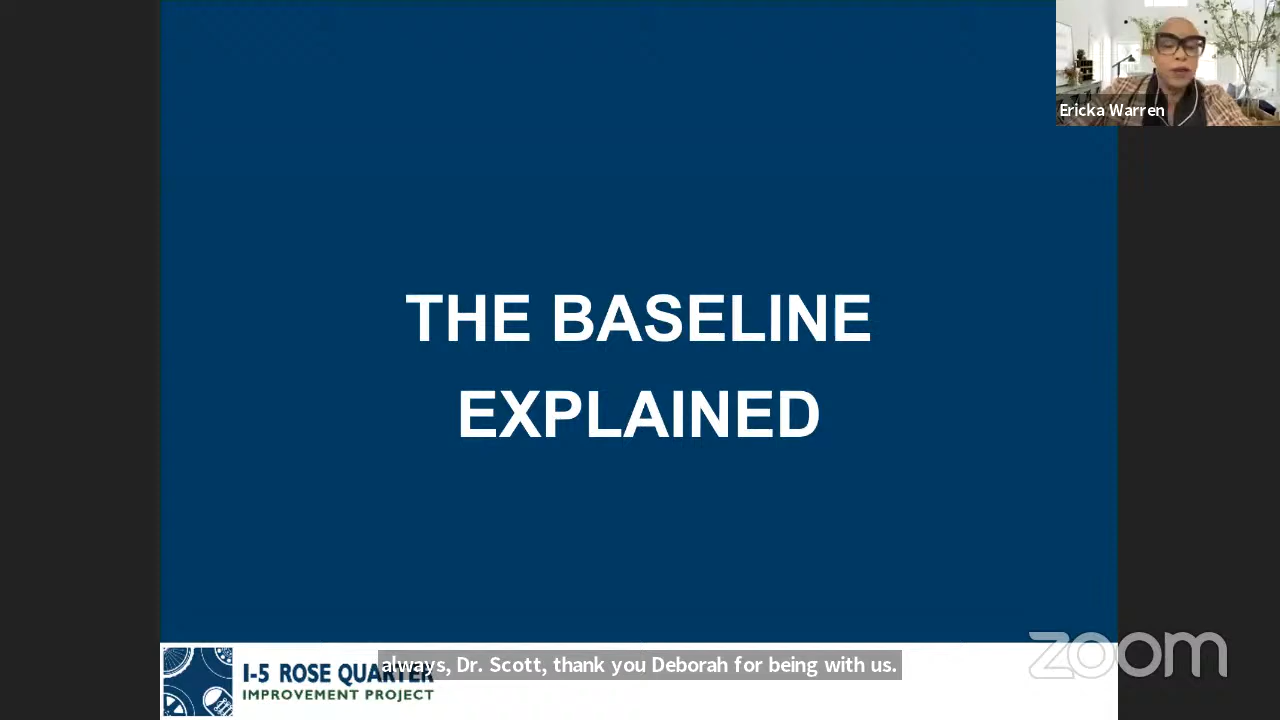 Ericka Warren
THE BASELINE
EXPLAINED
I-5 ROSE QUARTER
IMPROVEMENT PROJECT
always, Dr. Scott, thank you Deborah for being with us.
zoom